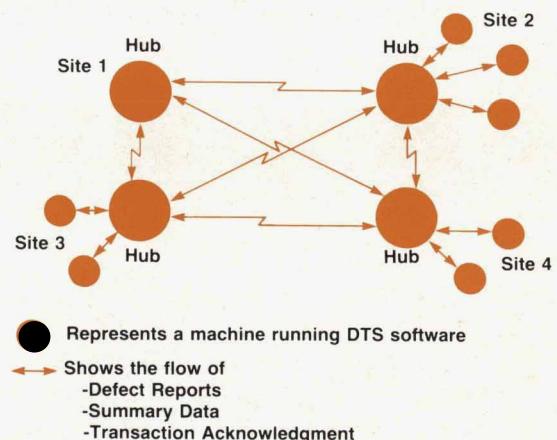 Hub
Site 1
Hub
Site 2
Site 3
Hub
Hub
Site 4
Represents a machine running DTS software
Shows the flow of
-Defect Reports
-Summary Data
-Transaction Acknowledgment